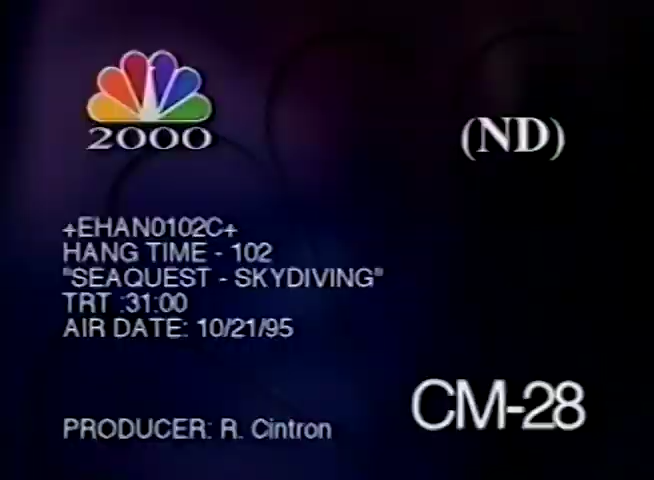 2000
(ND)
+EHAN0102C+
HANG TIME - 102
"SEAQUEST - SKYDIVING"
TRT :31:00
AIR DATE: 10/21/95
CM-28
PRODUCER: R. Cintron